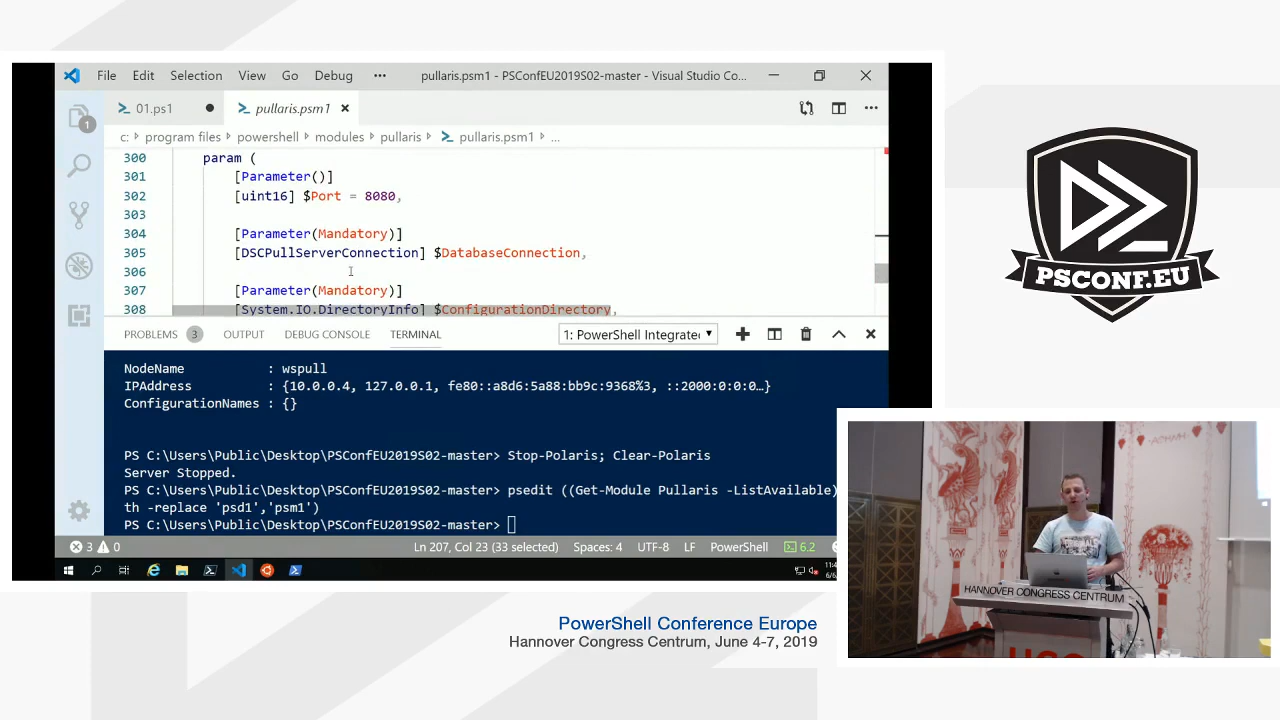 File Edit Selection View Go Debug ••• pullaris.psm1 - PSConfEU2019S02-master - Visual Studio Co...
01.ps1 pullaris.psm1
c: program files powershell modules pullaris pullaris.psm1 ...
300 param (
301 [Parameter()]
302 [uint16] $Port = 8080,
303
304 [Parameter(Mandatory)]
305 [DSCPullServerConnection] $DatabaseConnection,
306
307 [Parameter(Mandatory)]
308 [System.IO.DirectoryInfo] $ConfigurationDirectory,
PROBLEMS 3 OUTPUT DEBUG CONSOLE TERMINAL 1: PowerShell Integrate
NodeName : wspull
IPAddress : {10.0.0.4, 127.0.0.1, fe80::a8d6:5a88:bb9c:9368%3, ::2000:0:0:0…}
ConfigurationNames : {}
PS C:\Users\Public\Desktop\PSConfEU2019S02-master> Stop-Polaris; Clear-Polaris
Server Stopped.
PS C:\Users\Public\Desktop\PSConfEU2019S02-master> psedit ((Get-Module Pullaris -ListAvailable)
th -replace 'psd1','psm1')
PS C:\Users\Public\Desktop\PSConfEU2019S02-master>
3 0 Ln 207, Col 23 (33 selected) Spaces: 4 UTF-8 LF PowerShell 6.2
1
PSCONF.EU
HANNOVER CONGRESS CENTRUM
PowerShell Conference Europe
Hannover Congress Centrum, June 4-7, 2019